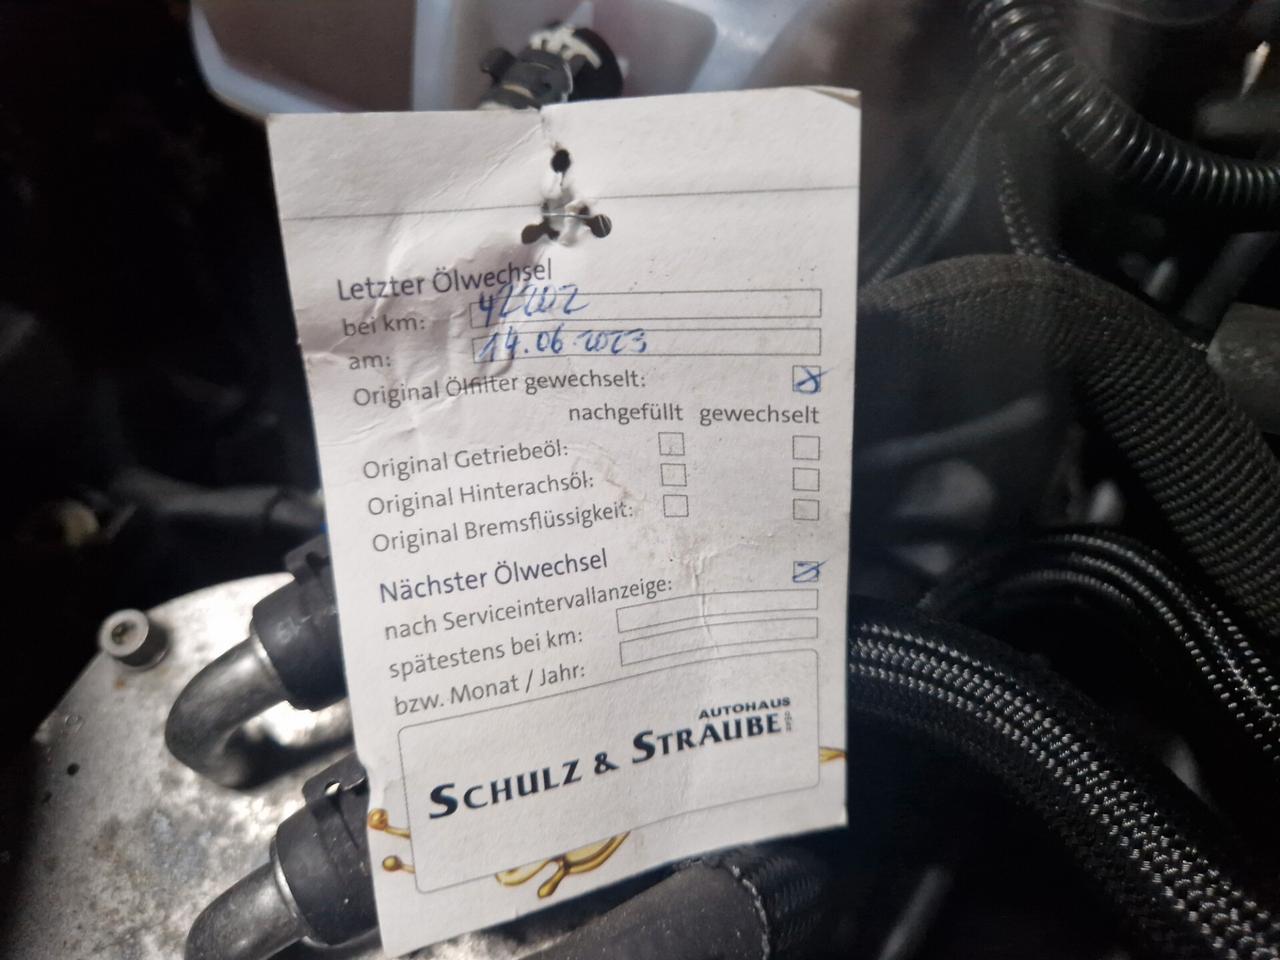 Letzter Ölwechsel
bei km:
am: 14.06.2023
Original Ölfilter gewechselt:
nachgefüllt gewechselt
Original Getriebeöl:
Original Hinterachsöl:
Original Bremsflüssigkeit:
Nächster Ölwechsel
nach Serviceintervallanzeige:
spätestens bei km:
bzw. Monat / Jahr:
AUTOHAUS
SCHULZ & STRAUBE